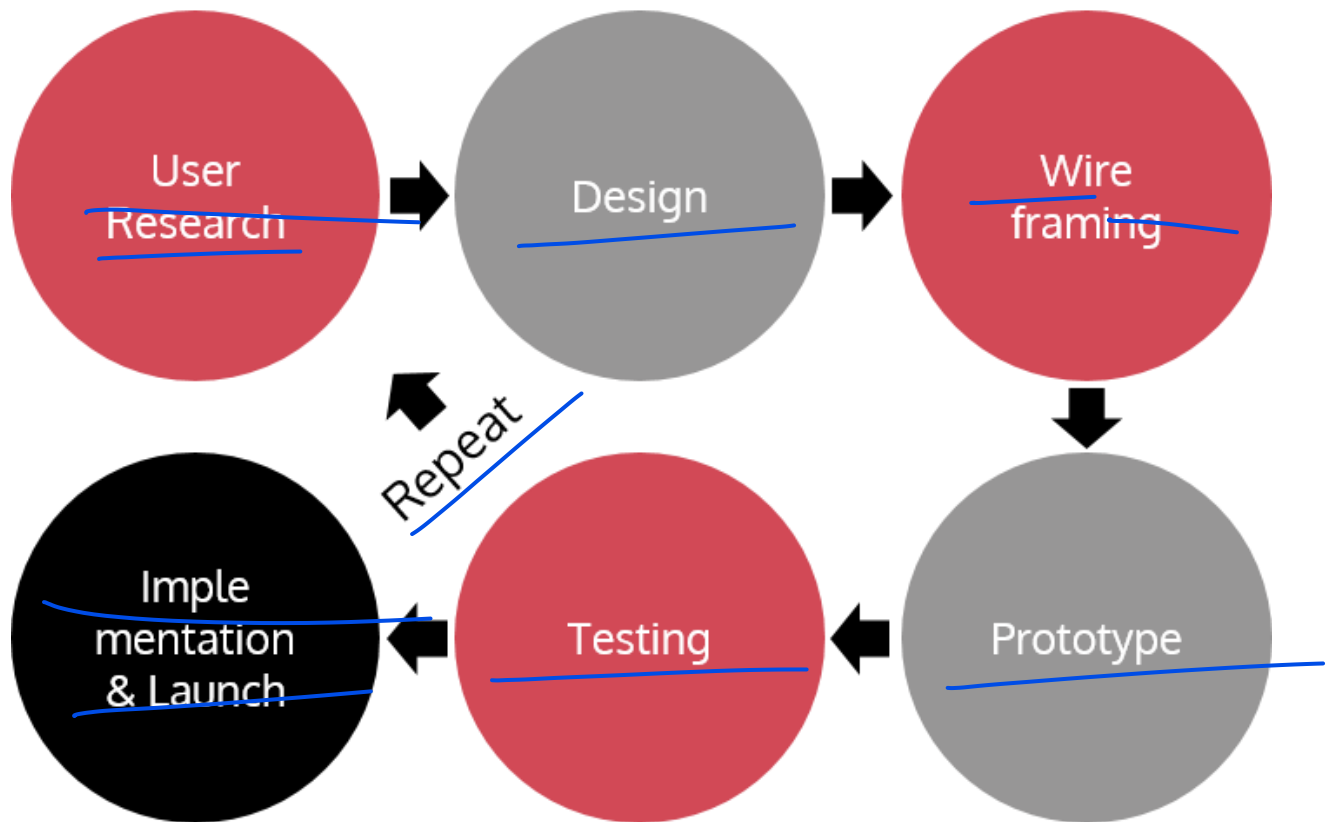 User
Research
Design
Wire
framing
Repeat
Imple
mentation
& Launch
Testing
Prototype